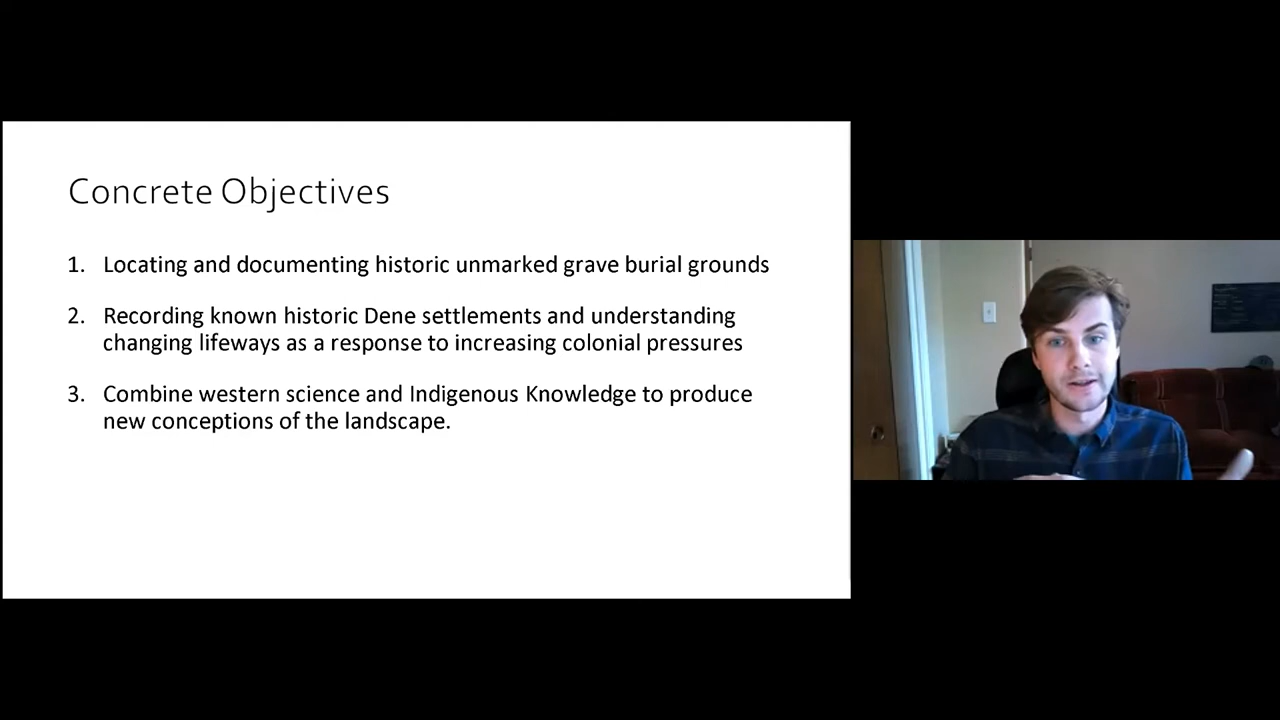 Concrete Objectives
1. Locating and documenting historic unmarked grave burial grounds
2. Recording known historic Dene settlements and understanding
changing lifeways as a response to increasing colonial pressures
3. Combine western science and Indigenous Knowledge to produce
new conceptions of the landscape.